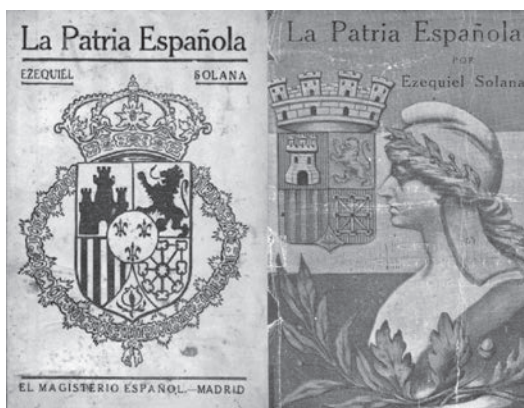 La Patria Española
EZEQUIEL SOLANA
EL MAGISTERIO ESPAÑOL.—MADRID
La Patria Española
POR
Ezequiel Solana